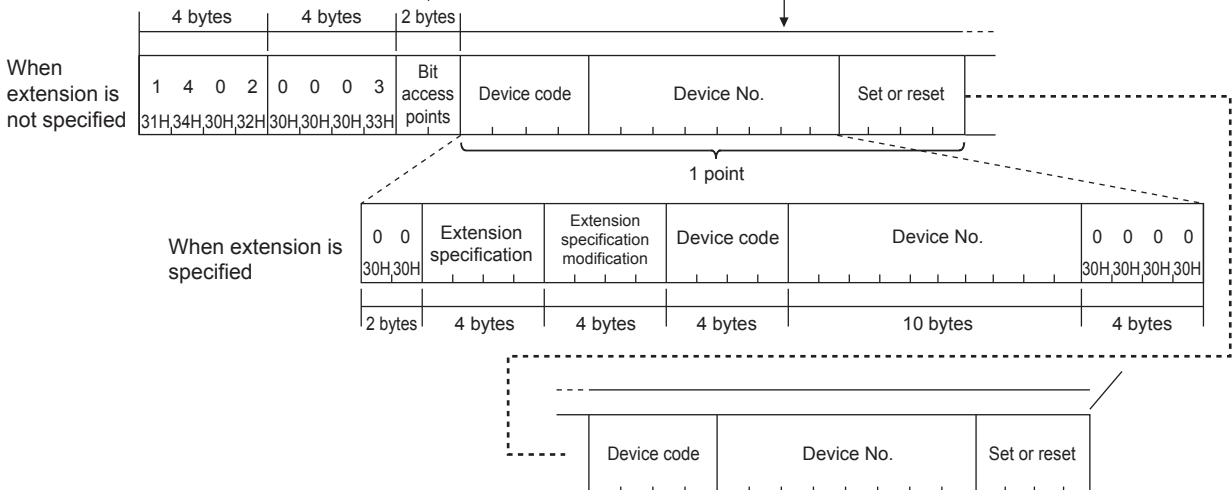 4 bytes 4 bytes 2 bytes
When
extension is
not specified
1 4 0 2 0 0 0 3
31H 34H 30H 32H 30H 30H 30H 33H
Bit
access
points
Device code Device No. Set or reset
1 point
When extension is
specified
0 0
30H 30H
Extension
specification
Extension
specification
modification
Device code Device No.
0 0 0 0
30H 30H 30H 30H
2 bytes 4 bytes 4 bytes 4 bytes 10 bytes 4 bytes
Device code Device No. Set or reset